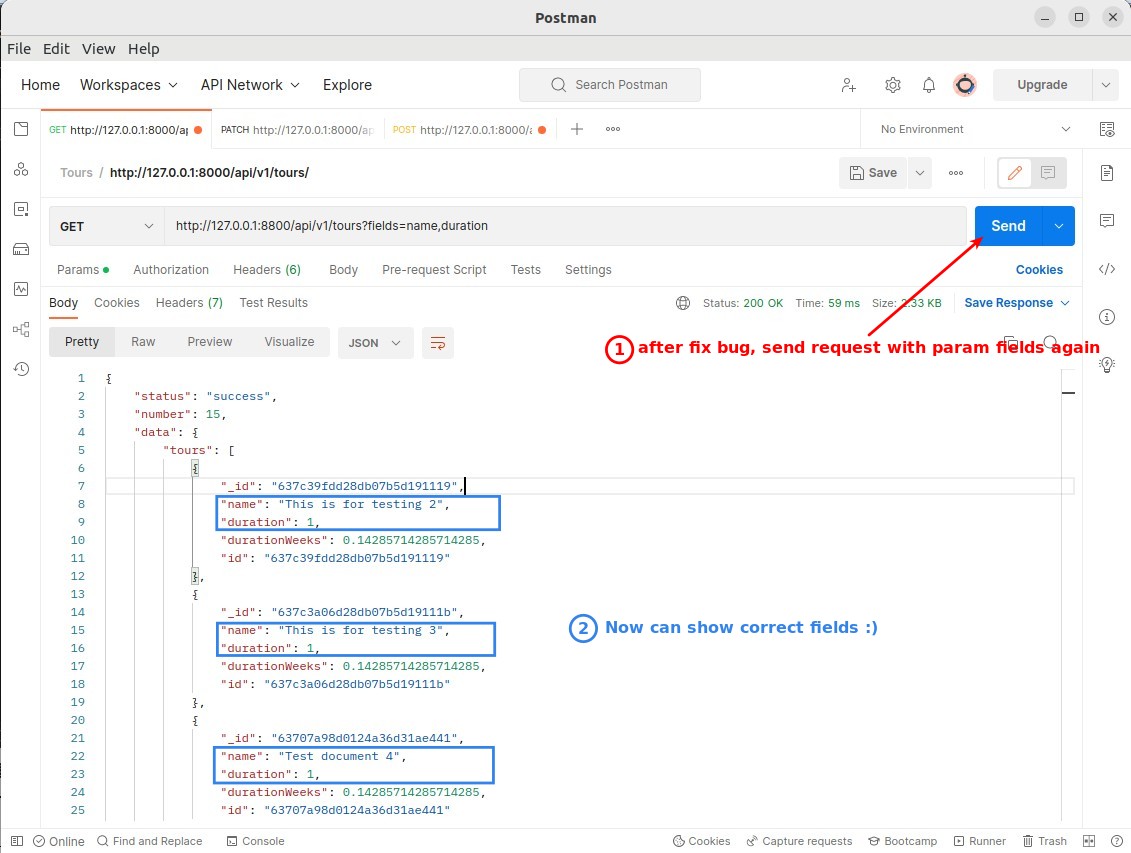 Postman
File Edit View Help
Home Workspaces API Network Explore Search Postman Upgrade
GET http://127.0.0.1:8000/ap PATCH http://127.0.0.1:8000/ap POST http://127.0.0.1:8000/a No Environment
Tours / http://127.0.0.1:8000/api/v1/tours/ Save
GET http://127.0.0.1:8800/api/v1/tours?fields=name,duration Send
Params Authorization Headers (6) Body Pre-request Script Tests Settings Cookies
Body Cookies Headers (7) Test Results Status: 200 OK Time: 59 ms Size: 2.33 KB Save Response
Pretty Raw Preview Visualize JSON
1 after fix bug, send request with param fields again
1 {
2 "status": "success",
3 "number": 15,
4 "data": {
5 "tours": [
6 {
7 "_id": "637c39fdd28db07b5d191119",
8 "name": "This is for testing 2",
9 "duration": 1,
10 "durationWeeks": 0.14285714285714285,
11 "id": "637c39fdd28db07b5d191119"
12 },
13 {
14 "_id": "637c3a06d28db07b5d19111b",
15 "name": "This is for testing 3",
16 "duration": 1,
17 "durationWeeks": 0.14285714285714285,
18 "id": "637c3a06d28db07b5d19111b"
19 },
20 {
21 "_id": "63707a98d0124a36d31ae441",
22 "name": "Test document 4",
23 "duration": 1,
24 "durationWeeks": 0.14285714285714285,
25 "id": "63707a98d0124a36d31ae441"
2 Now can show correct fields :)
Online Find and Replace Console Cookies Capture requests Bootcamp Runner Trash